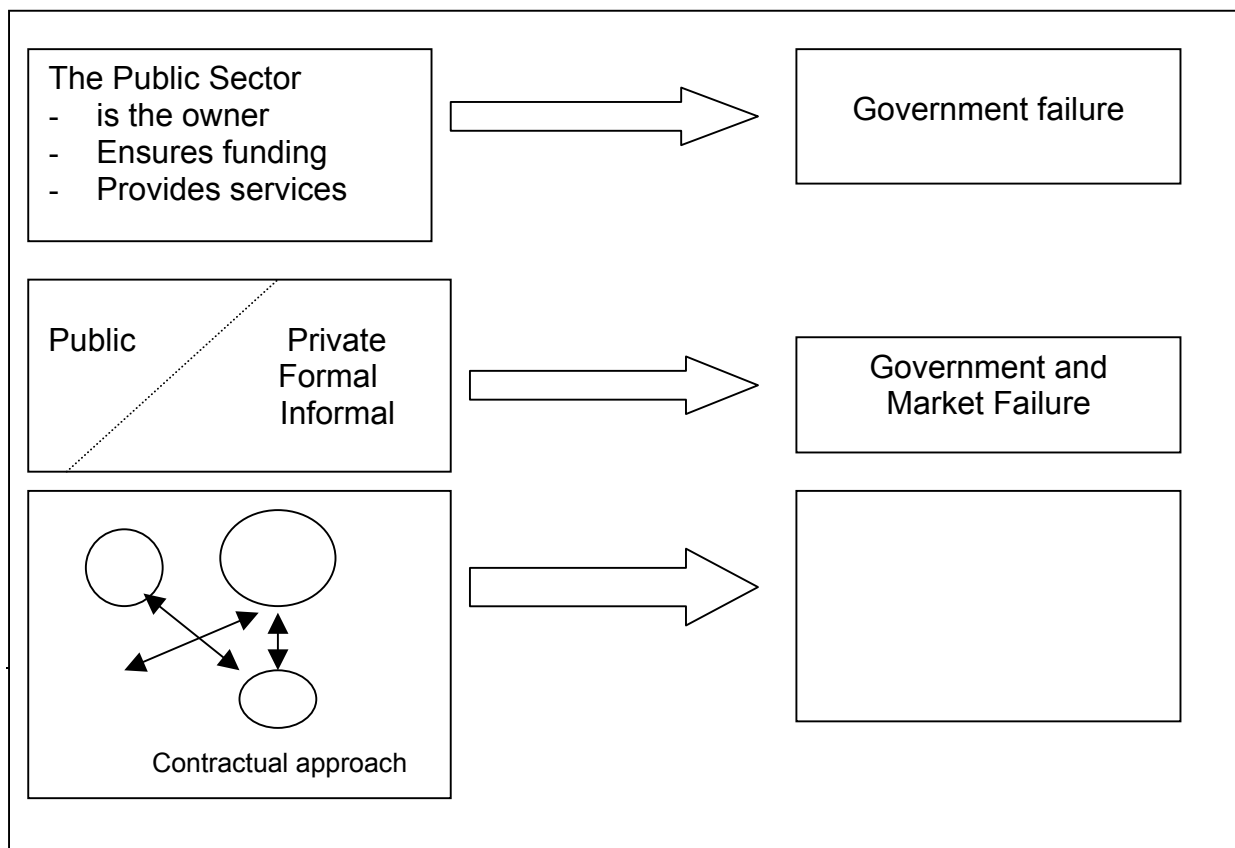 The Public Sector
- is the owner
- Ensures funding
- Provides services
Government failure
Public
Private
Formal
Informal
Government and
Market Failure
Contractual approach